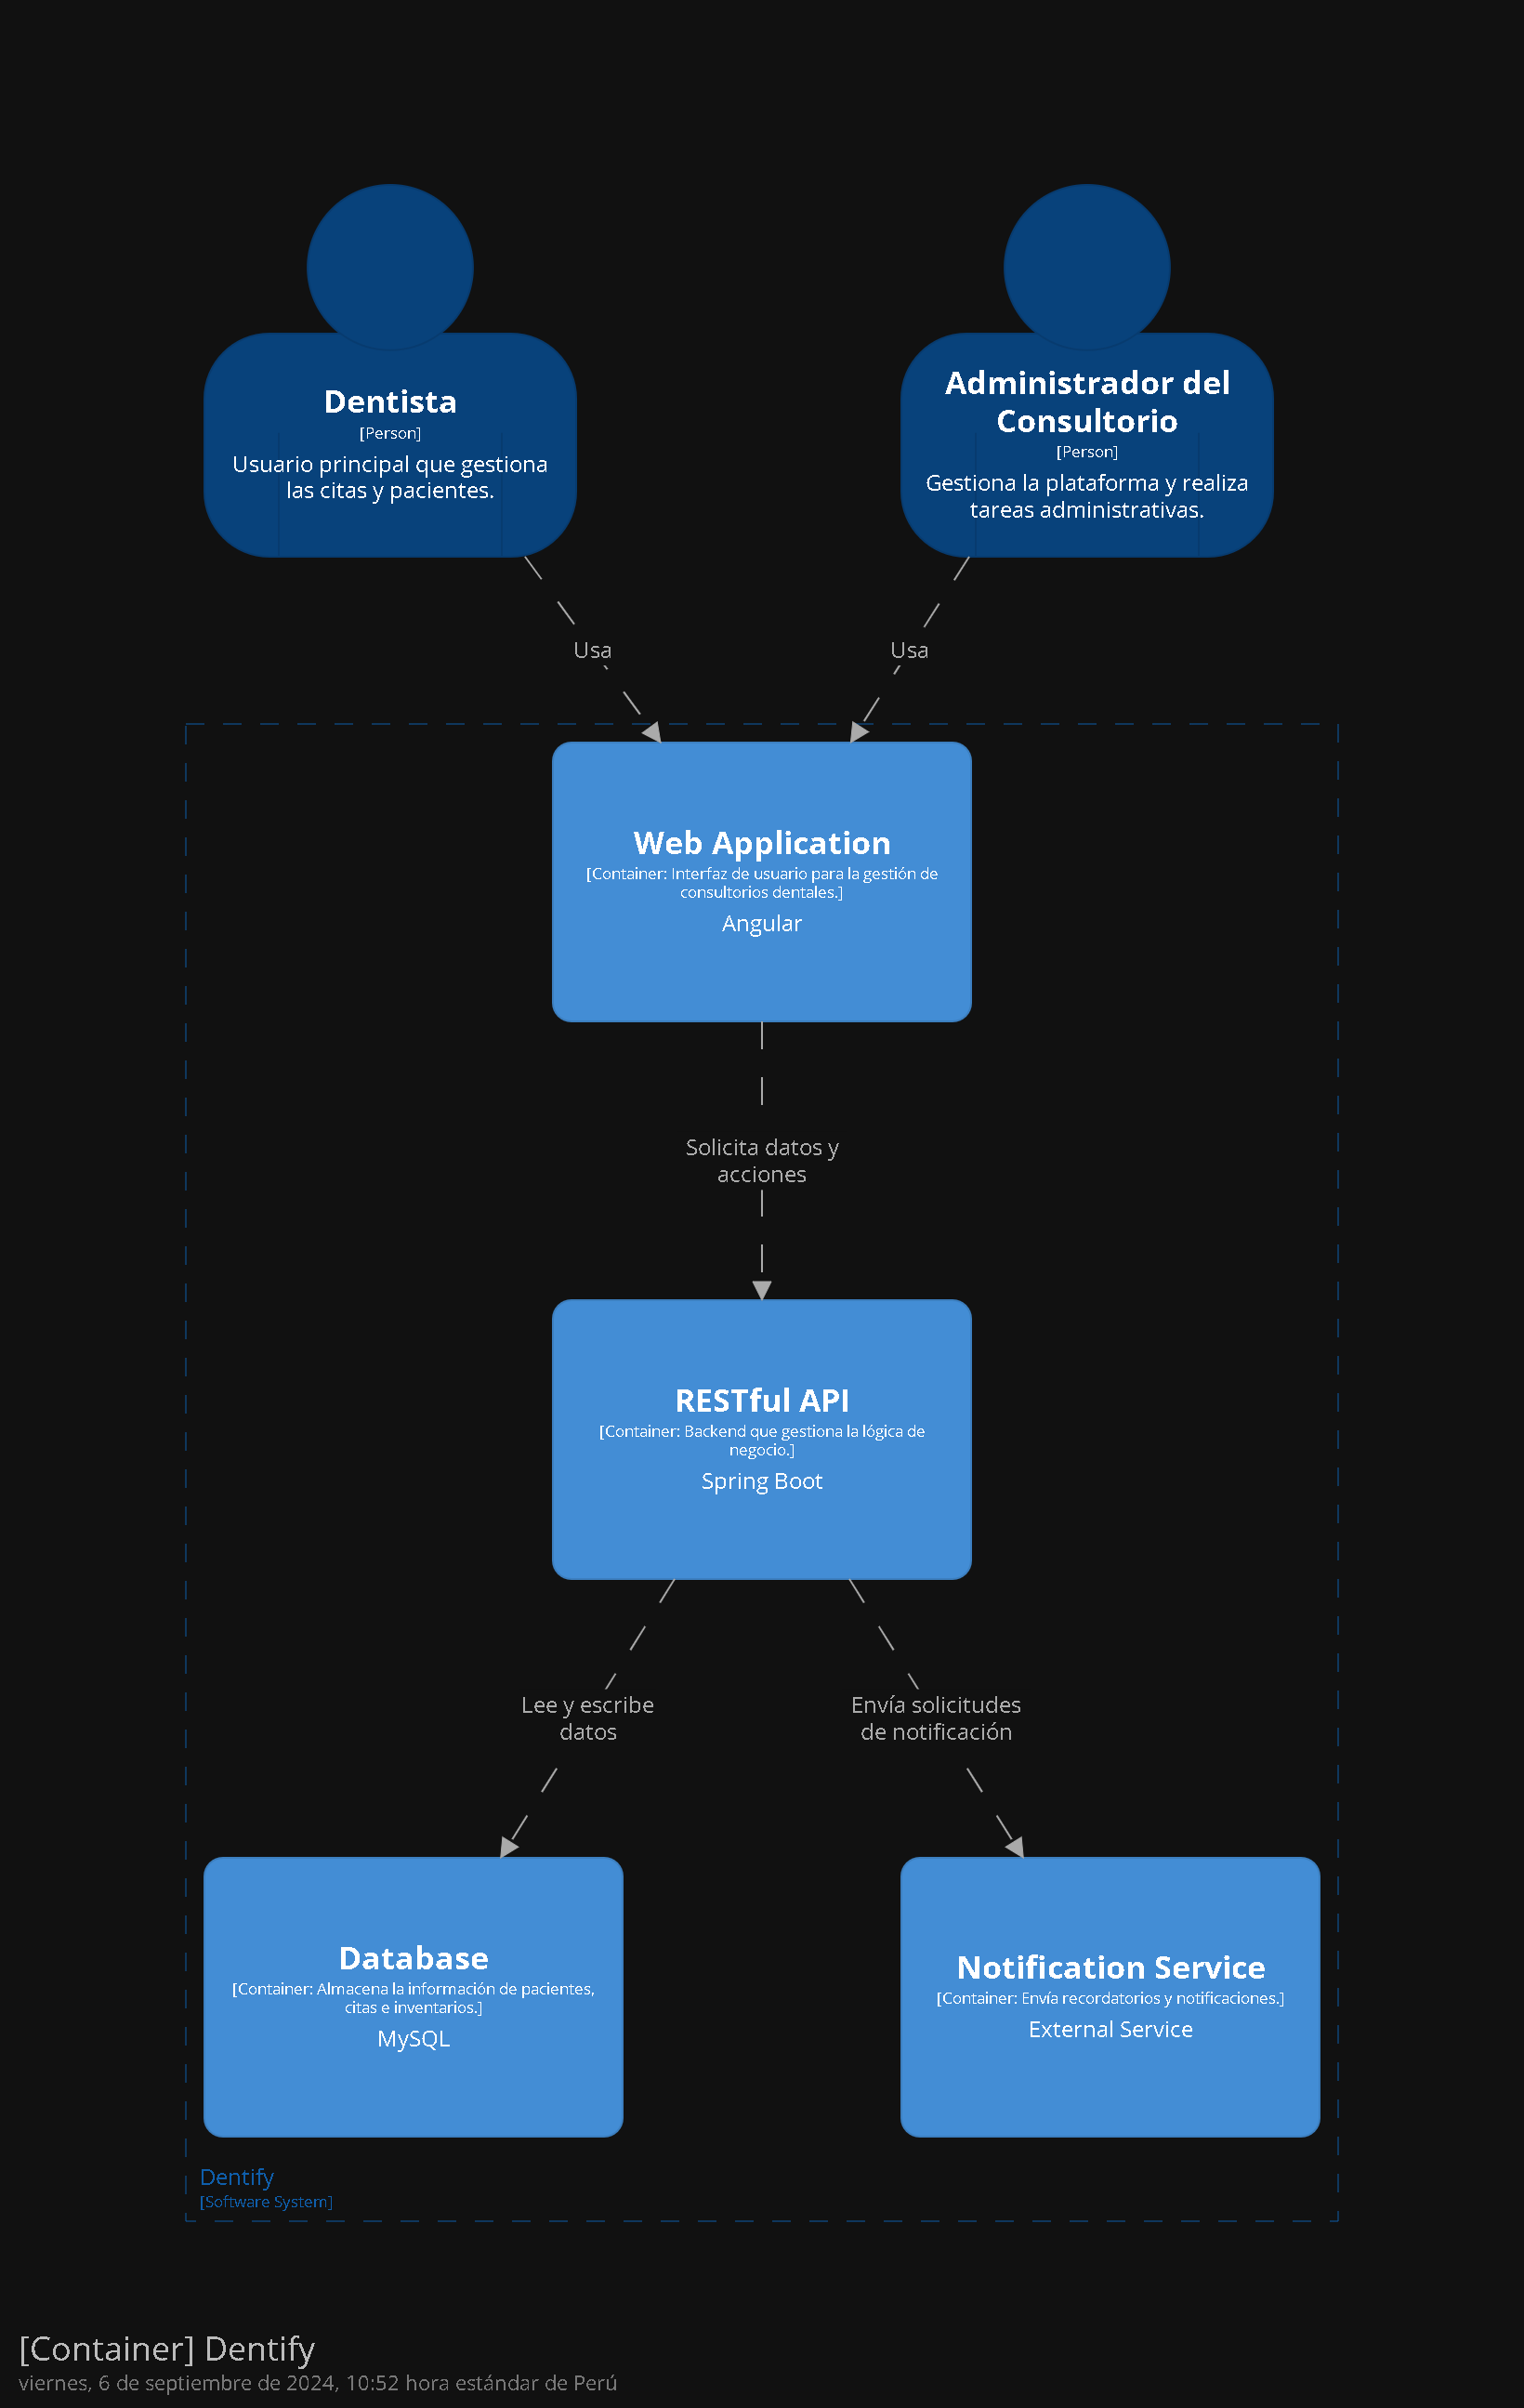 Dentista
[Person]
Usuario principal que gestiona
las citas y pacientes.
Administrador del
Consultorio
[Person]
Gestiona la plataforma y realiza
tareas administrativas.
Usa
Usa
Web Application
[Container: Interfaz de usuario para la gestión de
consultorios dentales.]
Angular
Solicita datos y
acciones
RESTful API
[Container: Backend que gestiona la lógica de
negocio.]
Spring Boot
Lee y escribe
datos
Envía solicitudes
de notificación
Database
[Container: Almacena la información de pacientes,
citas e inventarios.]
MySQL
Notification Service
[Container: Envía recordatorios y notificaciones.]
External Service
Dentify
[Software System]
[Container] Dentify
viernes, 6 de septiembre de 2024, 10:52 hora estándar de Perú